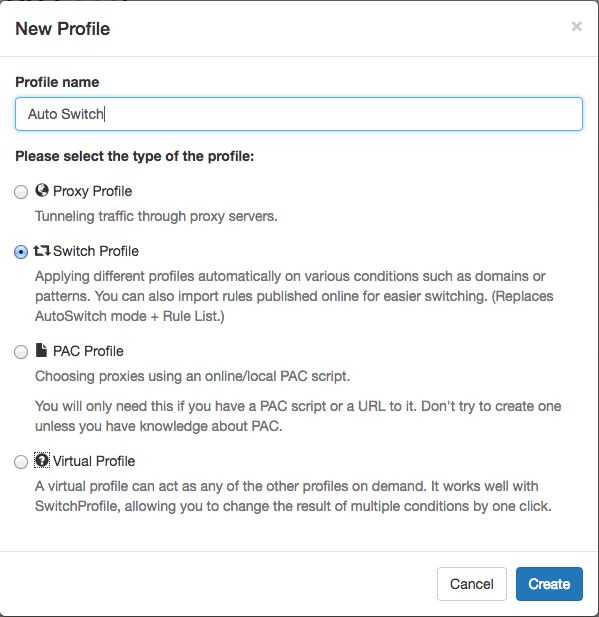 New Profile
×
Profile name
Auto Switch
Please select the type of the profile:
Proxy Profile
Tunneling traffic through proxy servers.
Switch Profile
Applying different profiles automatically on various conditions such as domains or
patterns. You can also import rules published online for easier switching. (Replaces
AutoSwitch mode + Rule List.)
PAC Profile
Choosing proxies using an online/local PAC script.
You will only need this if you have a PAC script or a URL to it. Don't try to create one
unless you have knowledge about PAC.
Virtual Profile
A virtual profile can act as any of the other profiles on demand. It works well with
SwitchProfile, allowing you to change the result of multiple conditions by one click.
Cancel
Create